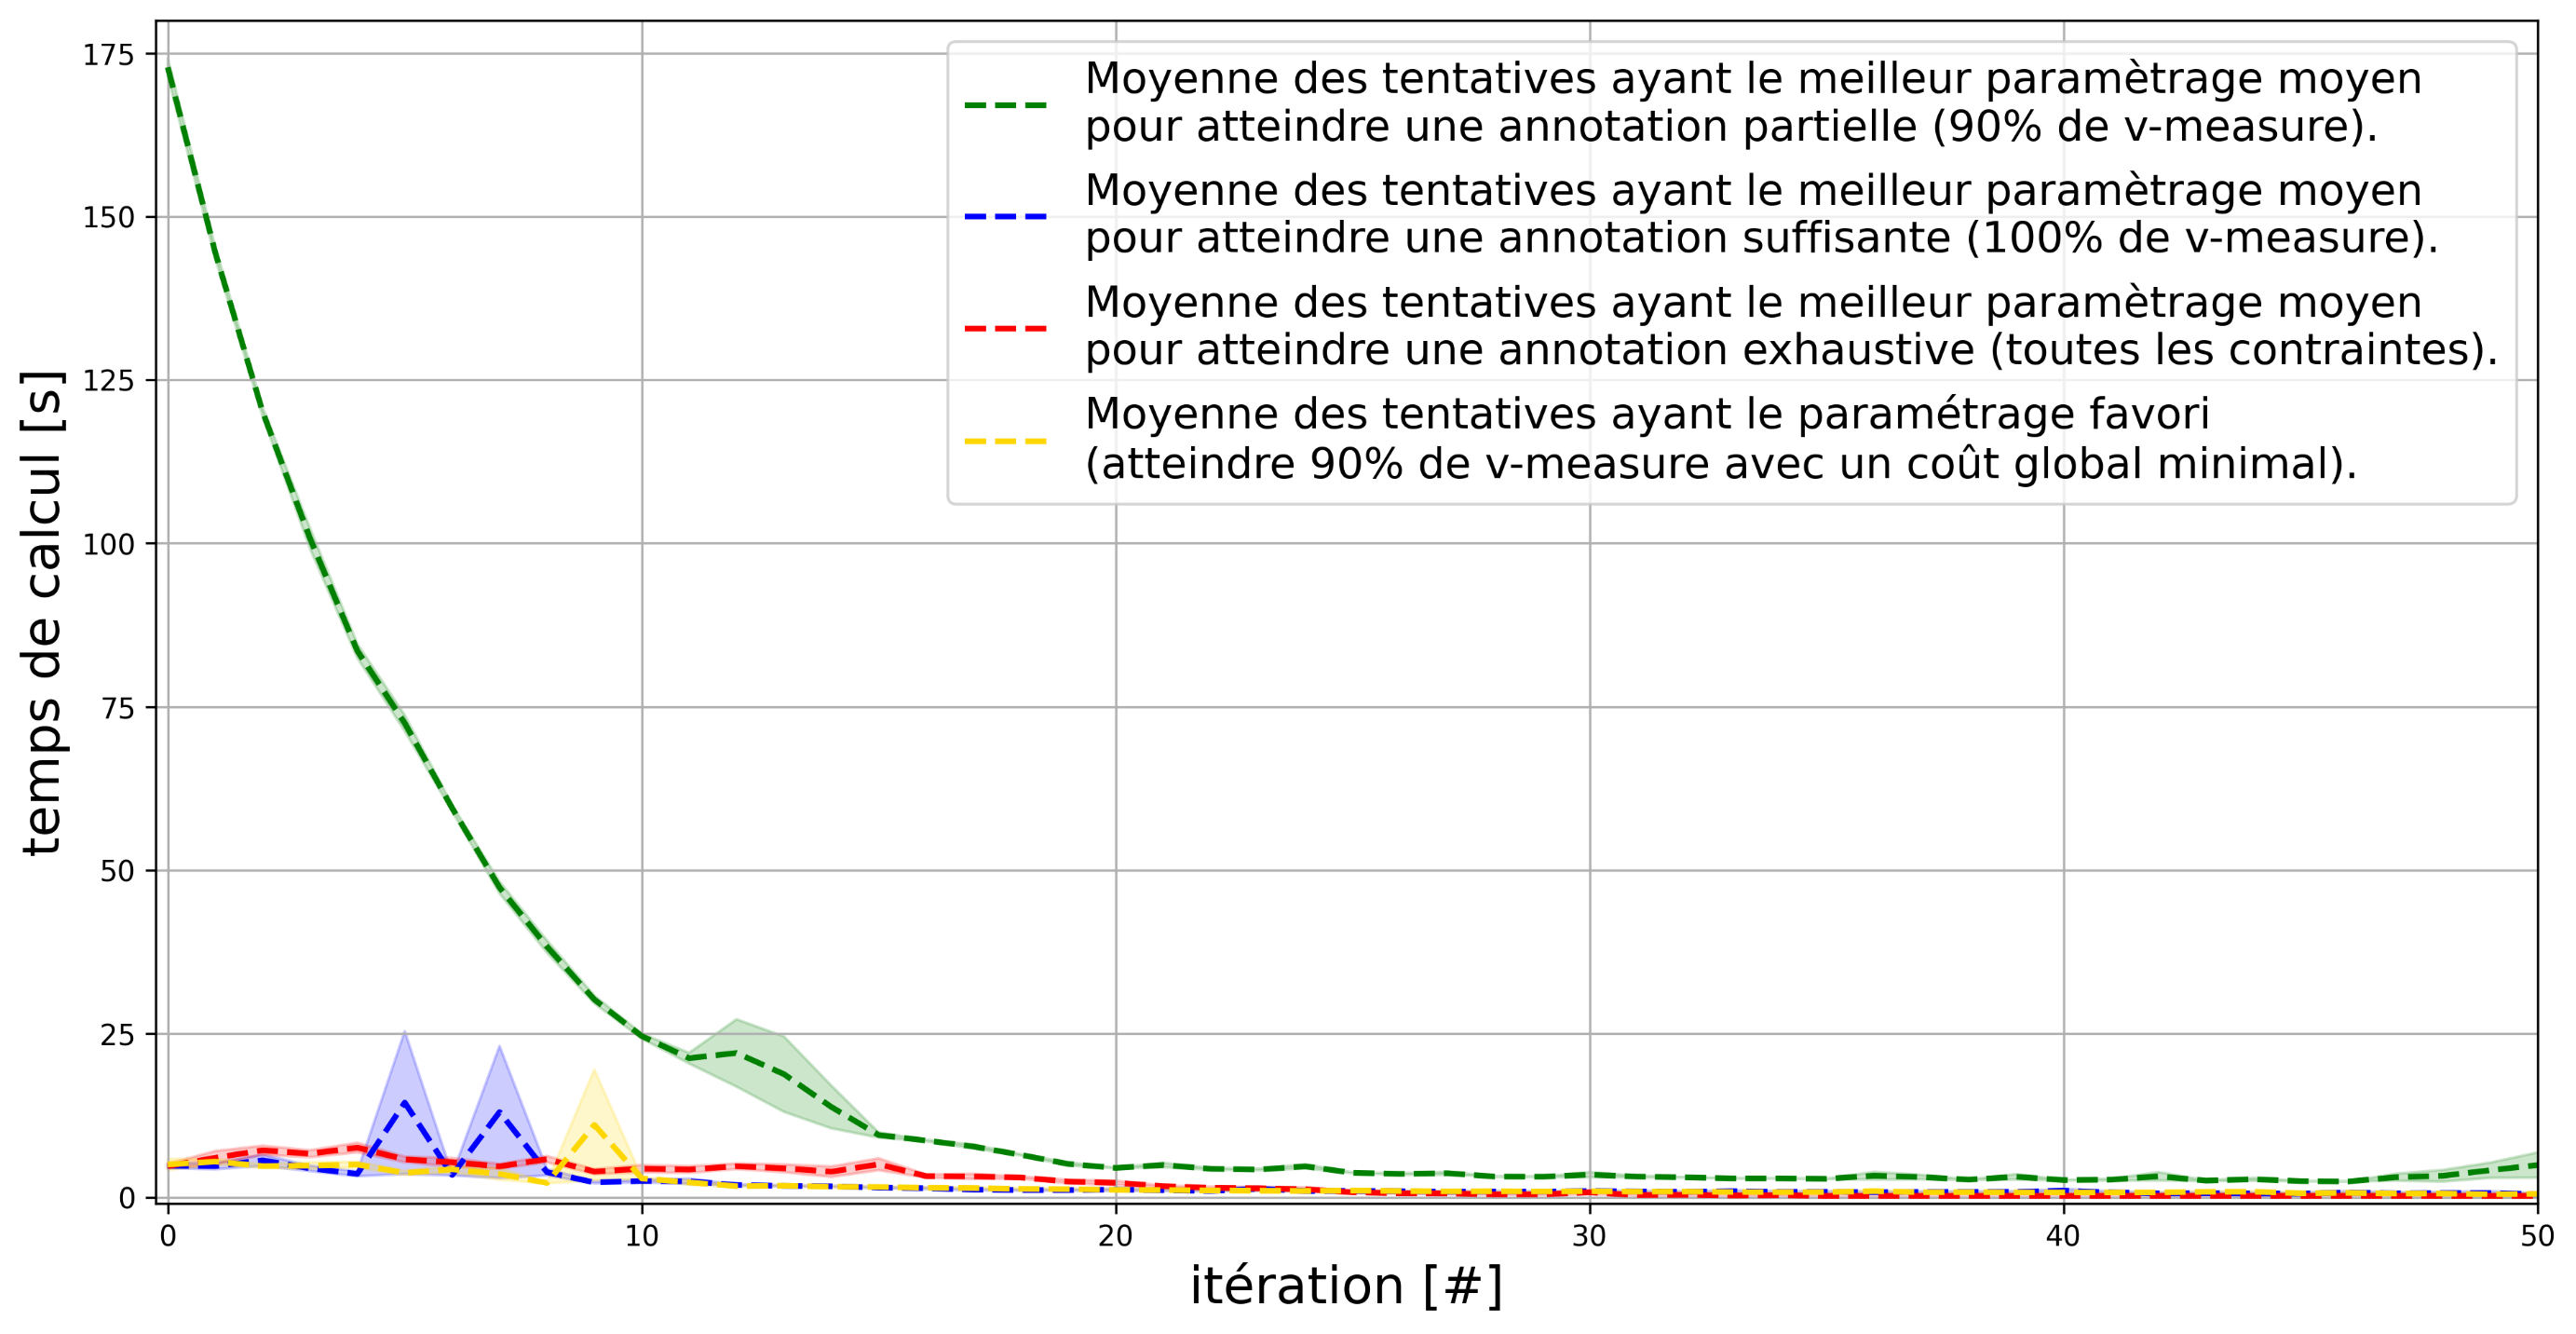 Moyenne des tentatives ayant le meilleur paramètrage moyen
pour atteindre une annotation partielle (90% de v-measure).
Moyenne des tentatives ayant le meilleur paramètrage moyen
pour atteindre une annotation suffisante (100% de v-measure).
Moyenne des tentatives ayant le meilleur paramètrage moyen
pour atteindre une annotation exhaustive (toutes les contraintes).
Moyenne des tentatives ayant le paramétrage favori
(atteindre 90% de v-measure avec un coût global minimal).
temps de calcul [s]
175
150
125
100
75
50
25
0
0 10 20 30 40 50
itération [#]